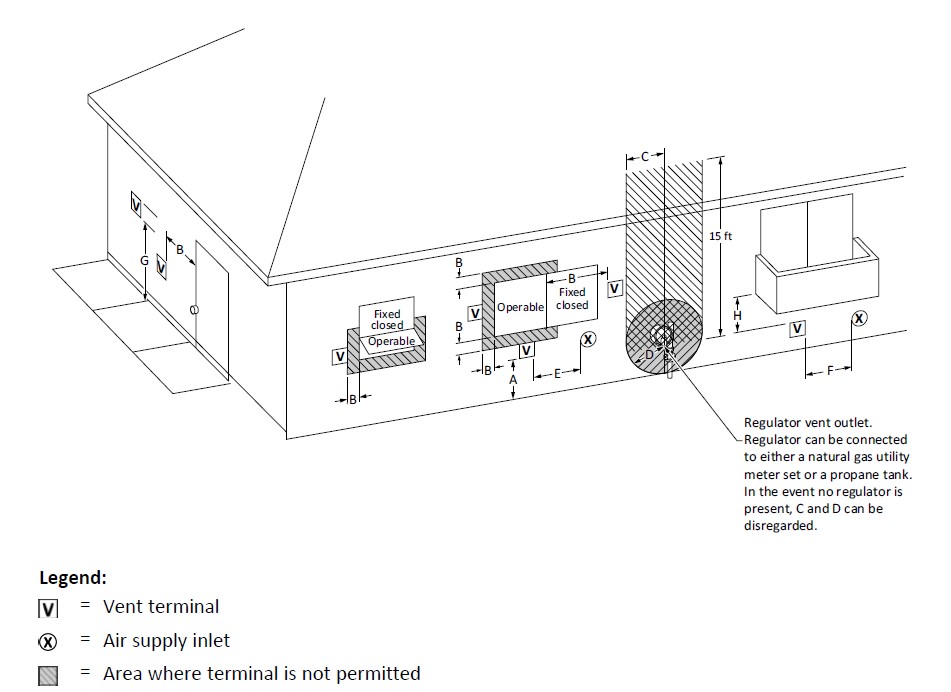 C
V
G
B
V
15 ft
B
B
Fixed
closed
V
Operable
Fixed
closed
V
H
Fixed
closed
Operable
V
B
V
X
V
X
D
V
B
A
E
F
B
Regulator vent outlet.
Regulator can be connected
to either a natural gas utility
meter set or a propane tank.
In the event no regulator is
present, C and D can be
disregarded.
Legend:
V = Vent terminal
X = Air supply inlet
= Area where terminal is not permitted